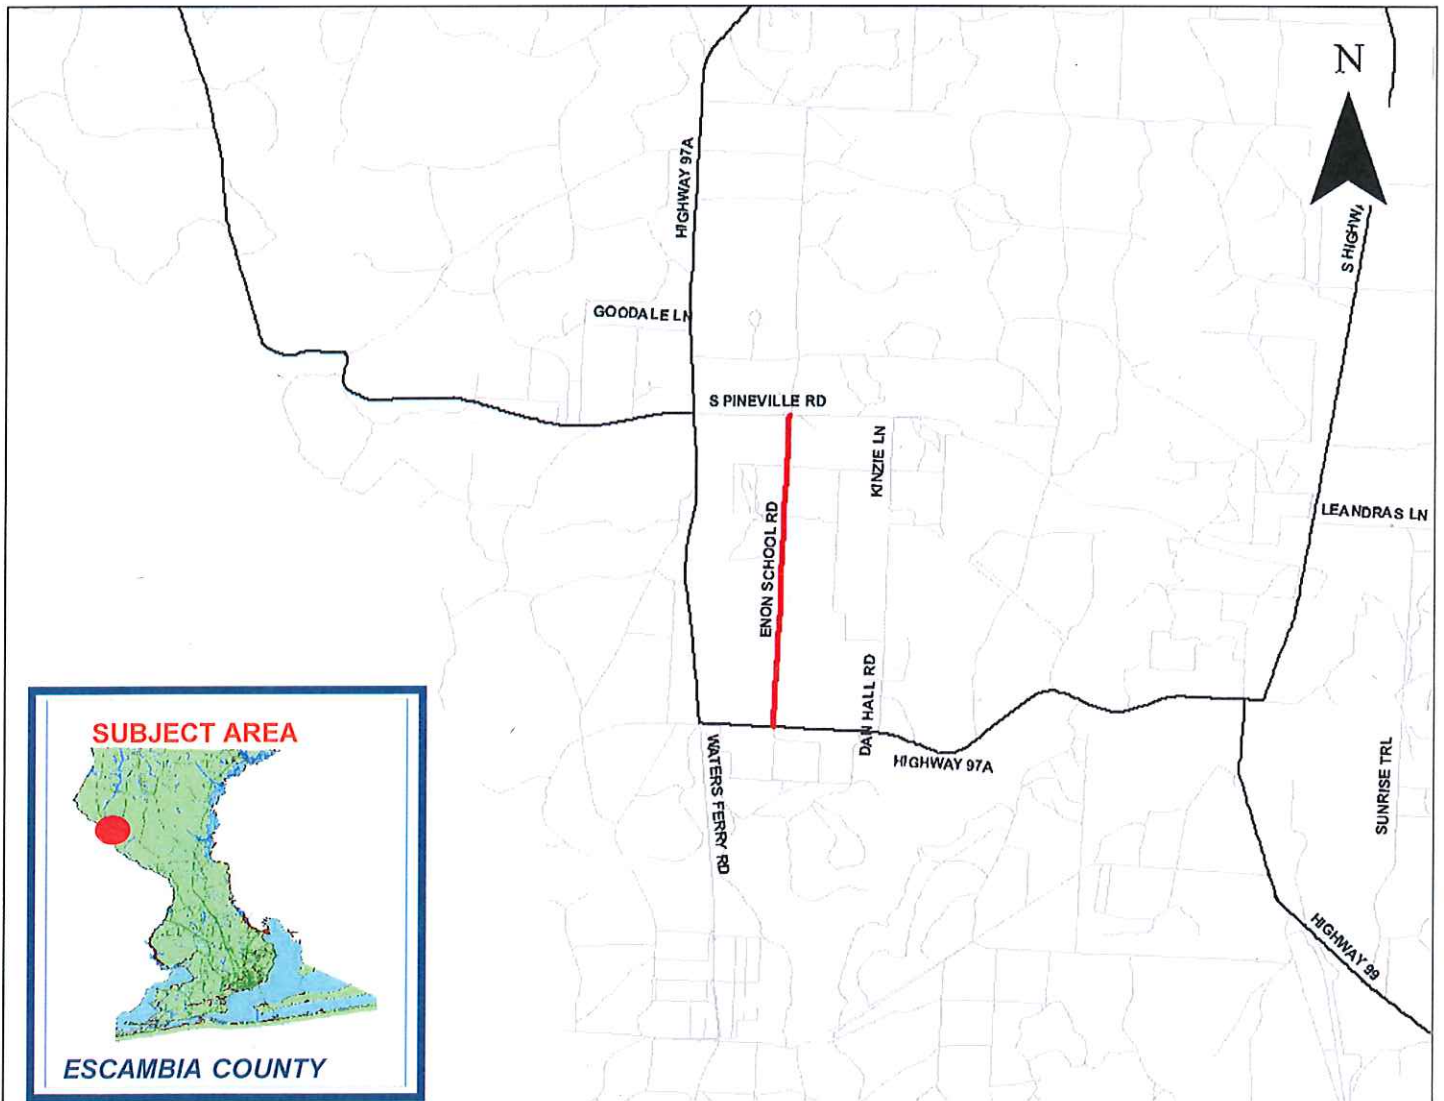 N
HIGHWAY 97A
S HIGHWA
GOODALE LN
S PINEVILLE RD
KINZIE LN
LEANDRAS LN
ENON SCHOOL RD
DAN HALL RD
HIGHWAY 97A
WATERS FERRY RD
SUNRISE TRL
HIGHWAY 99
SUBJECT AREA
ESCAMBIA COUNTY